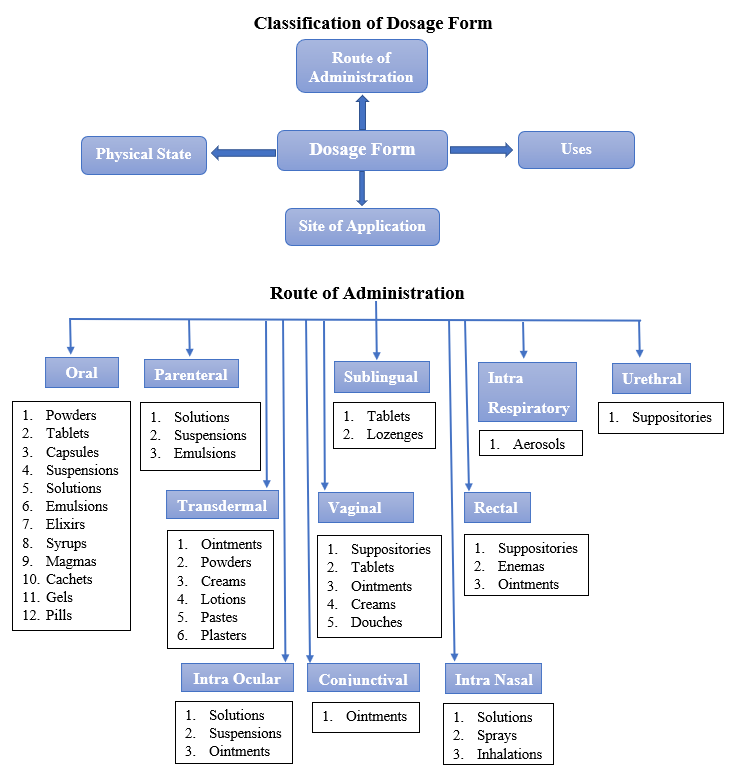 Classification of Dosage Form
Route of
Administration
Physical State
Dosage Form
Uses
Site of Application
Route of Administration
Oral
1. Powders
2. Tablets
3. Capsules
4. Suspensions
5. Solutions
6. Emulsions
7. Elixirs
8. Syrups
9. Magmas
10. Cachets
11. Gels
12. Pills
Parenteral
1. Solutions
2. Suspensions
3. Emulsions
Sublingual
1. Tablets
2. Lozenges
Intra
Respiratory
1. Aerosols
Urethral
1. Suppositories
Transdermal
1. Ointments
2. Powders
3. Creams
4. Lotions
5. Pastes
6. Plasters
Vaginal
1. Suppositories
2. Tablets
3. Ointments
4. Creams
5. Douches
Rectal
1. Suppositories
2. Enemas
3. Ointments
Intra Ocular
1. Solutions
2. Suspensions
3. Ointments
Conjunctival
1. Ointments
Intra Nasal
1. Solutions
2. Sprays
3. Inhalations